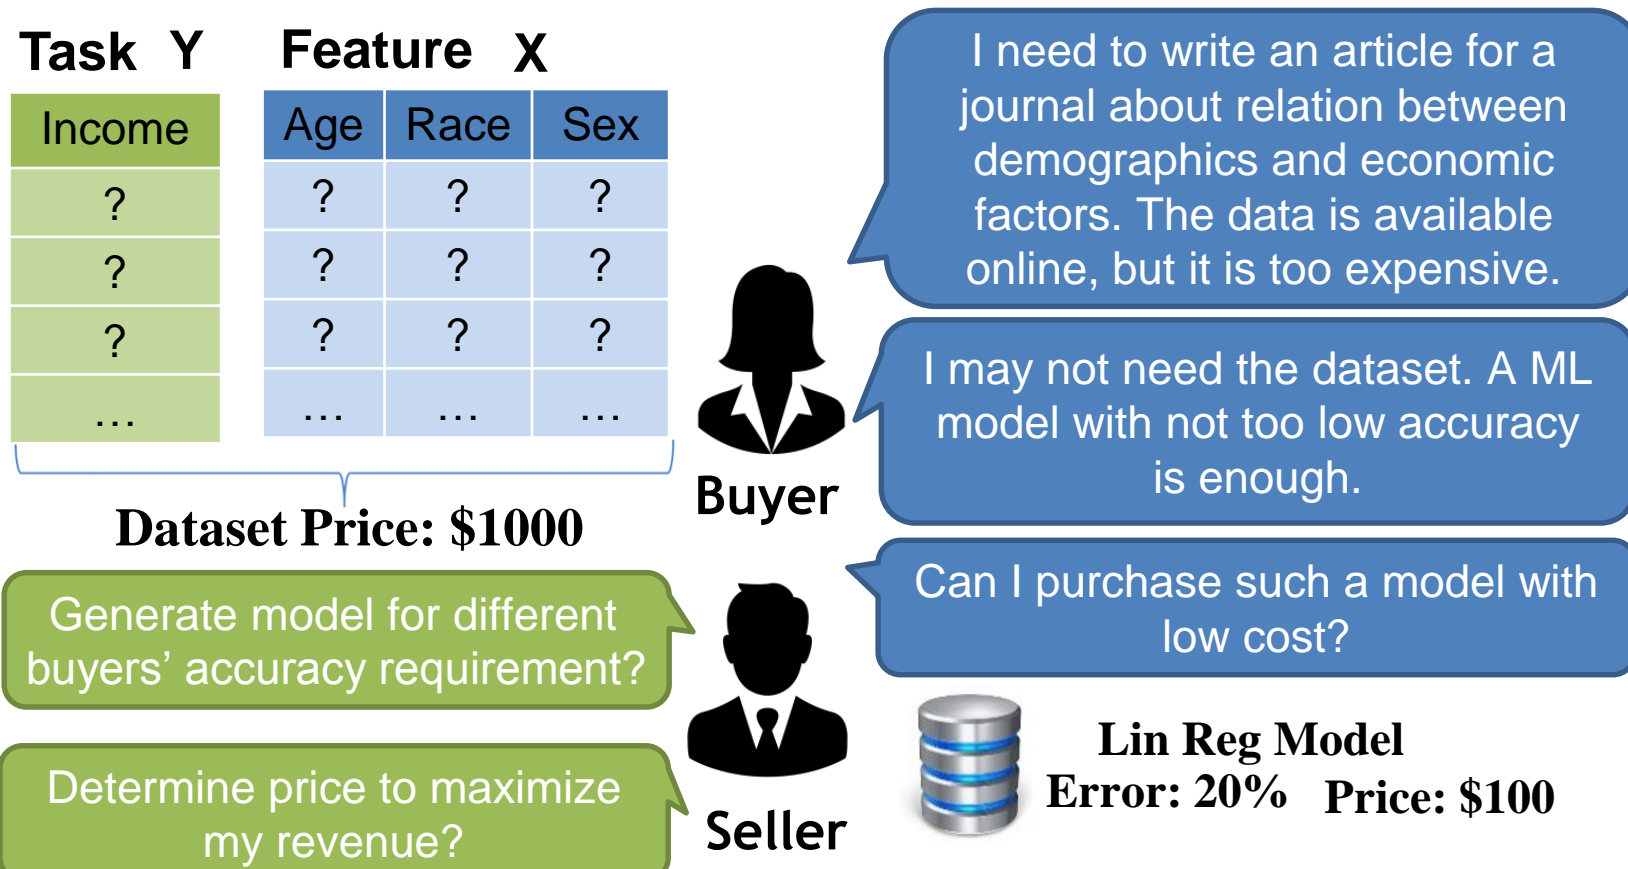 Task Y Feature X
Income Age Race Sex
? ? ? ?
? ? ? ?
? ? ? ?
… … … …
Dataset Price: $1000
I need to write an article for a
journal about relation between
demographics and economic
factors. The data is available
online, but it is too expensive.
I may not need the dataset. A ML
model with not too low accuracy
is enough.
Buyer
Can I purchase such a model with
low cost?
Generate model for different
buyers’ accuracy requirement?
Determine price to maximize
my revenue?
Seller
Lin Reg Model
Error: 20% Price: $100